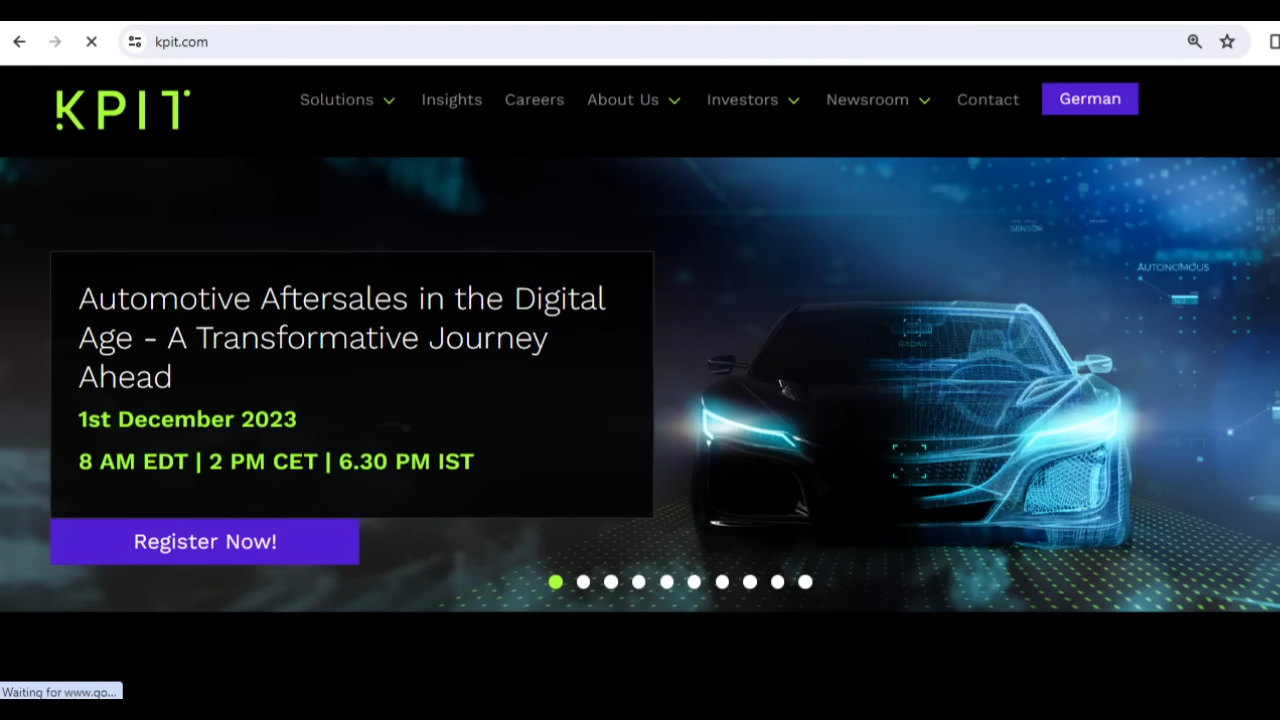 kpit.com
KPIT
Solutions Insights Careers About Us Investors Newsroom Contact German
SENSOR
AUTONOMOUS
RADAR
Automotive Aftersales in the Digital
Age - A Transformative Journey
Ahead
1st December 2023
8 AM EDT | 2 PM CET | 6.30 PM IST
Register Now!
Waiting for www.go...